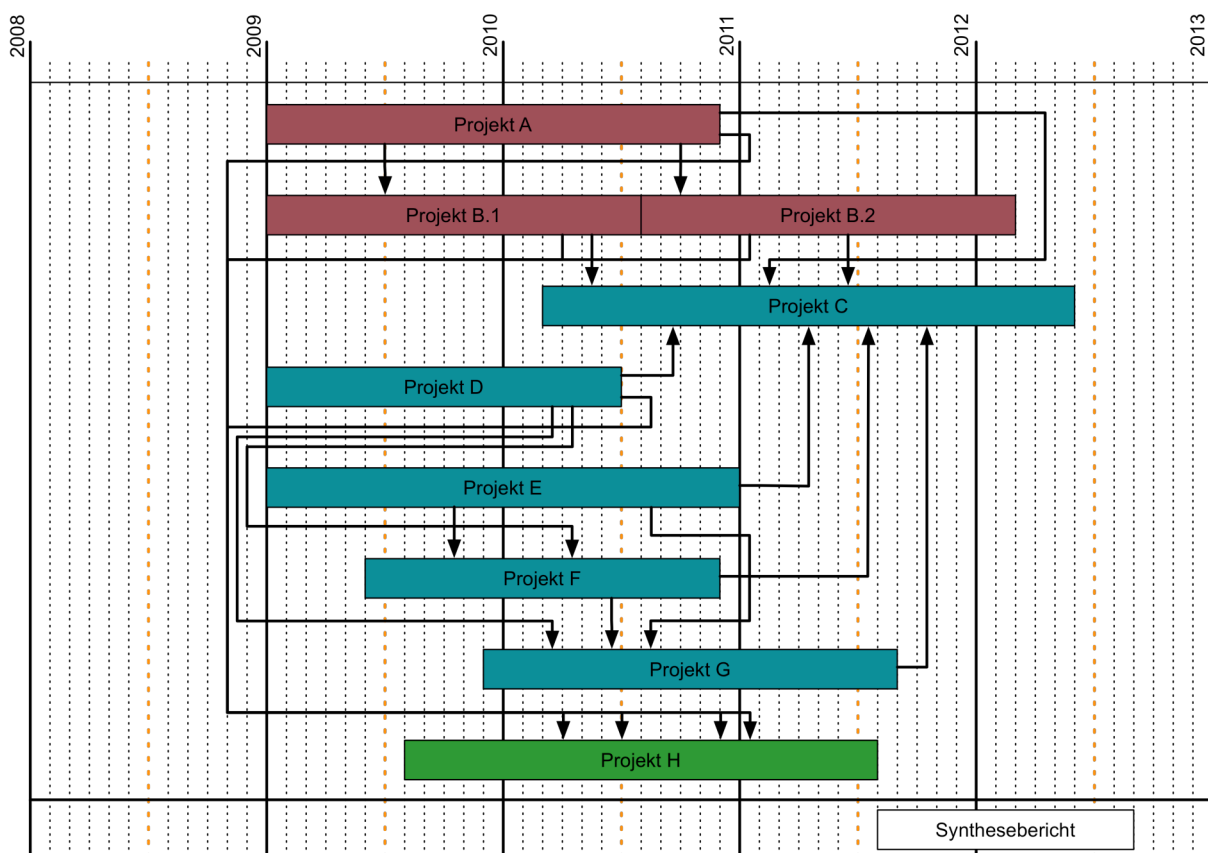 2008
2009
2010
2011
2012
2013
Projekt A
Projekt B.1
Projekt B.2
Projekt C
Projekt D
Projekt E
Projekt F
Projekt G
Projekt H
Synthesebericht